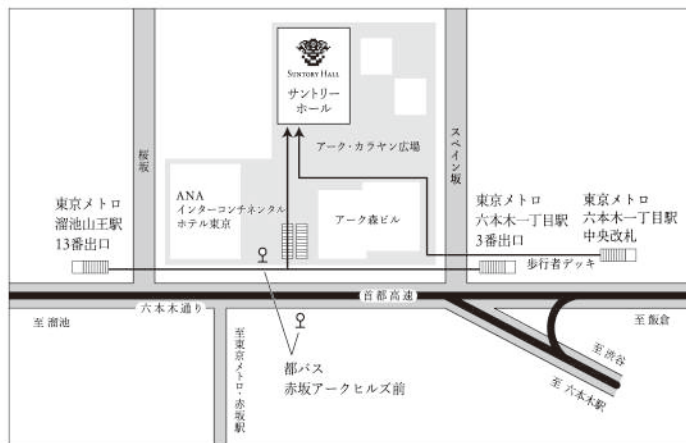 SUNTORY HALL
サントリー
ホール
アーク・カラヤン広場
桜坂
スペイン坂
ANA
インターコンチネンタル
ホテル東京
アーク森ビル
東京メトロ
溜池山王駅
13番出口
東京メトロ
六本木一丁目駅
3番出口
東京メトロ
六本木一丁目駅
中央改札
歩行者デッキ
首都高速
六本木通り
至 溜池
至 飯倉
至東京メトロ・赤坂駅
都バス
赤坂アークヒルズ前
至 渋谷
至 六本木駅